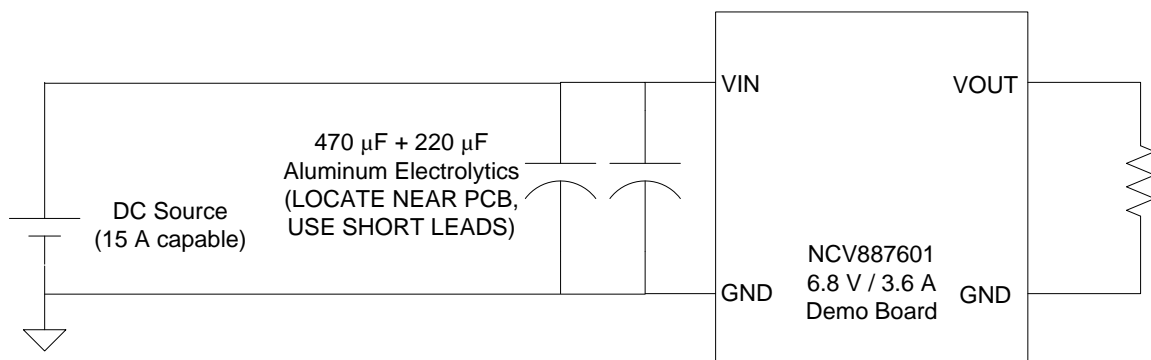 VIN
VOUT
470 μF + 220 μF
Aluminum Electrolytics
(LOCATE NEAR PCB,
USE SHORT LEADS)
DC Source
(15 A capable)
NCV887601
6.8 V / 3.6 A
Demo Board
GND
GND